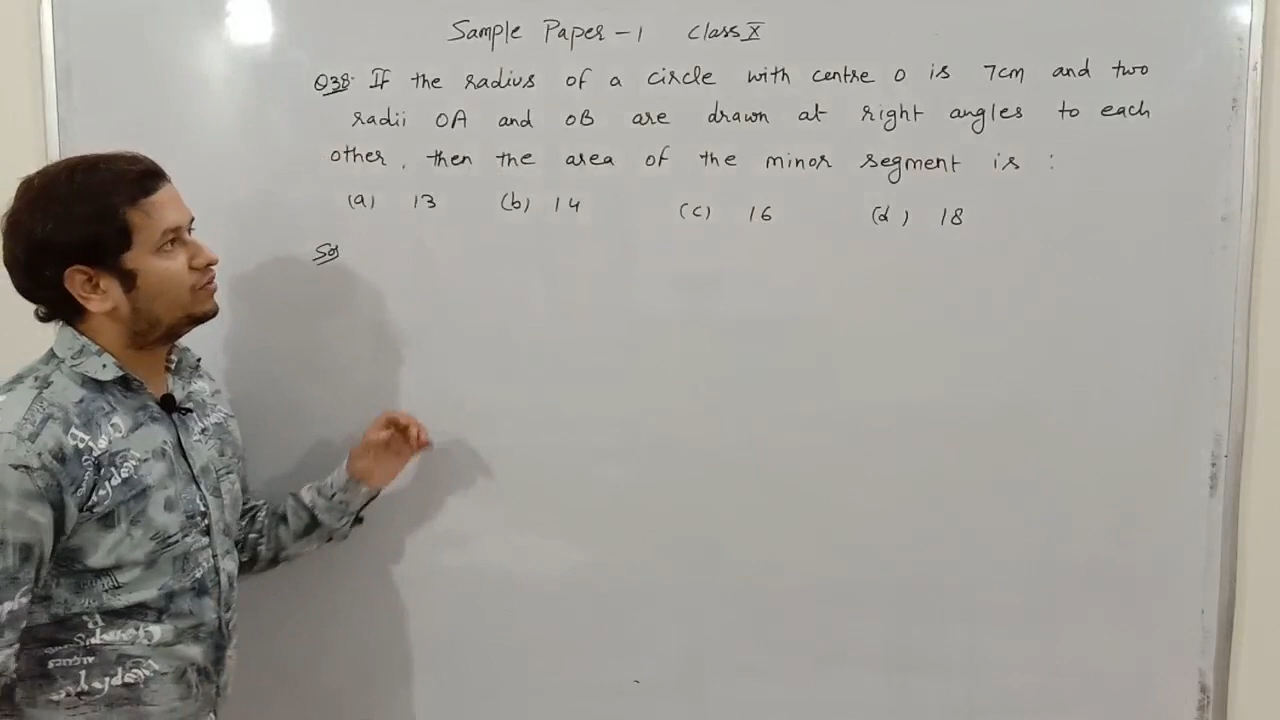 Sample Paper - 1 Class X
Q38. If the radius of a circle with centre O is 7cm and two
radii OA and OB are drawn at right angles to each
other, then the area of the minor segment is :
(a) 13 (b) 14 (c) 16 (d) 18
Sol